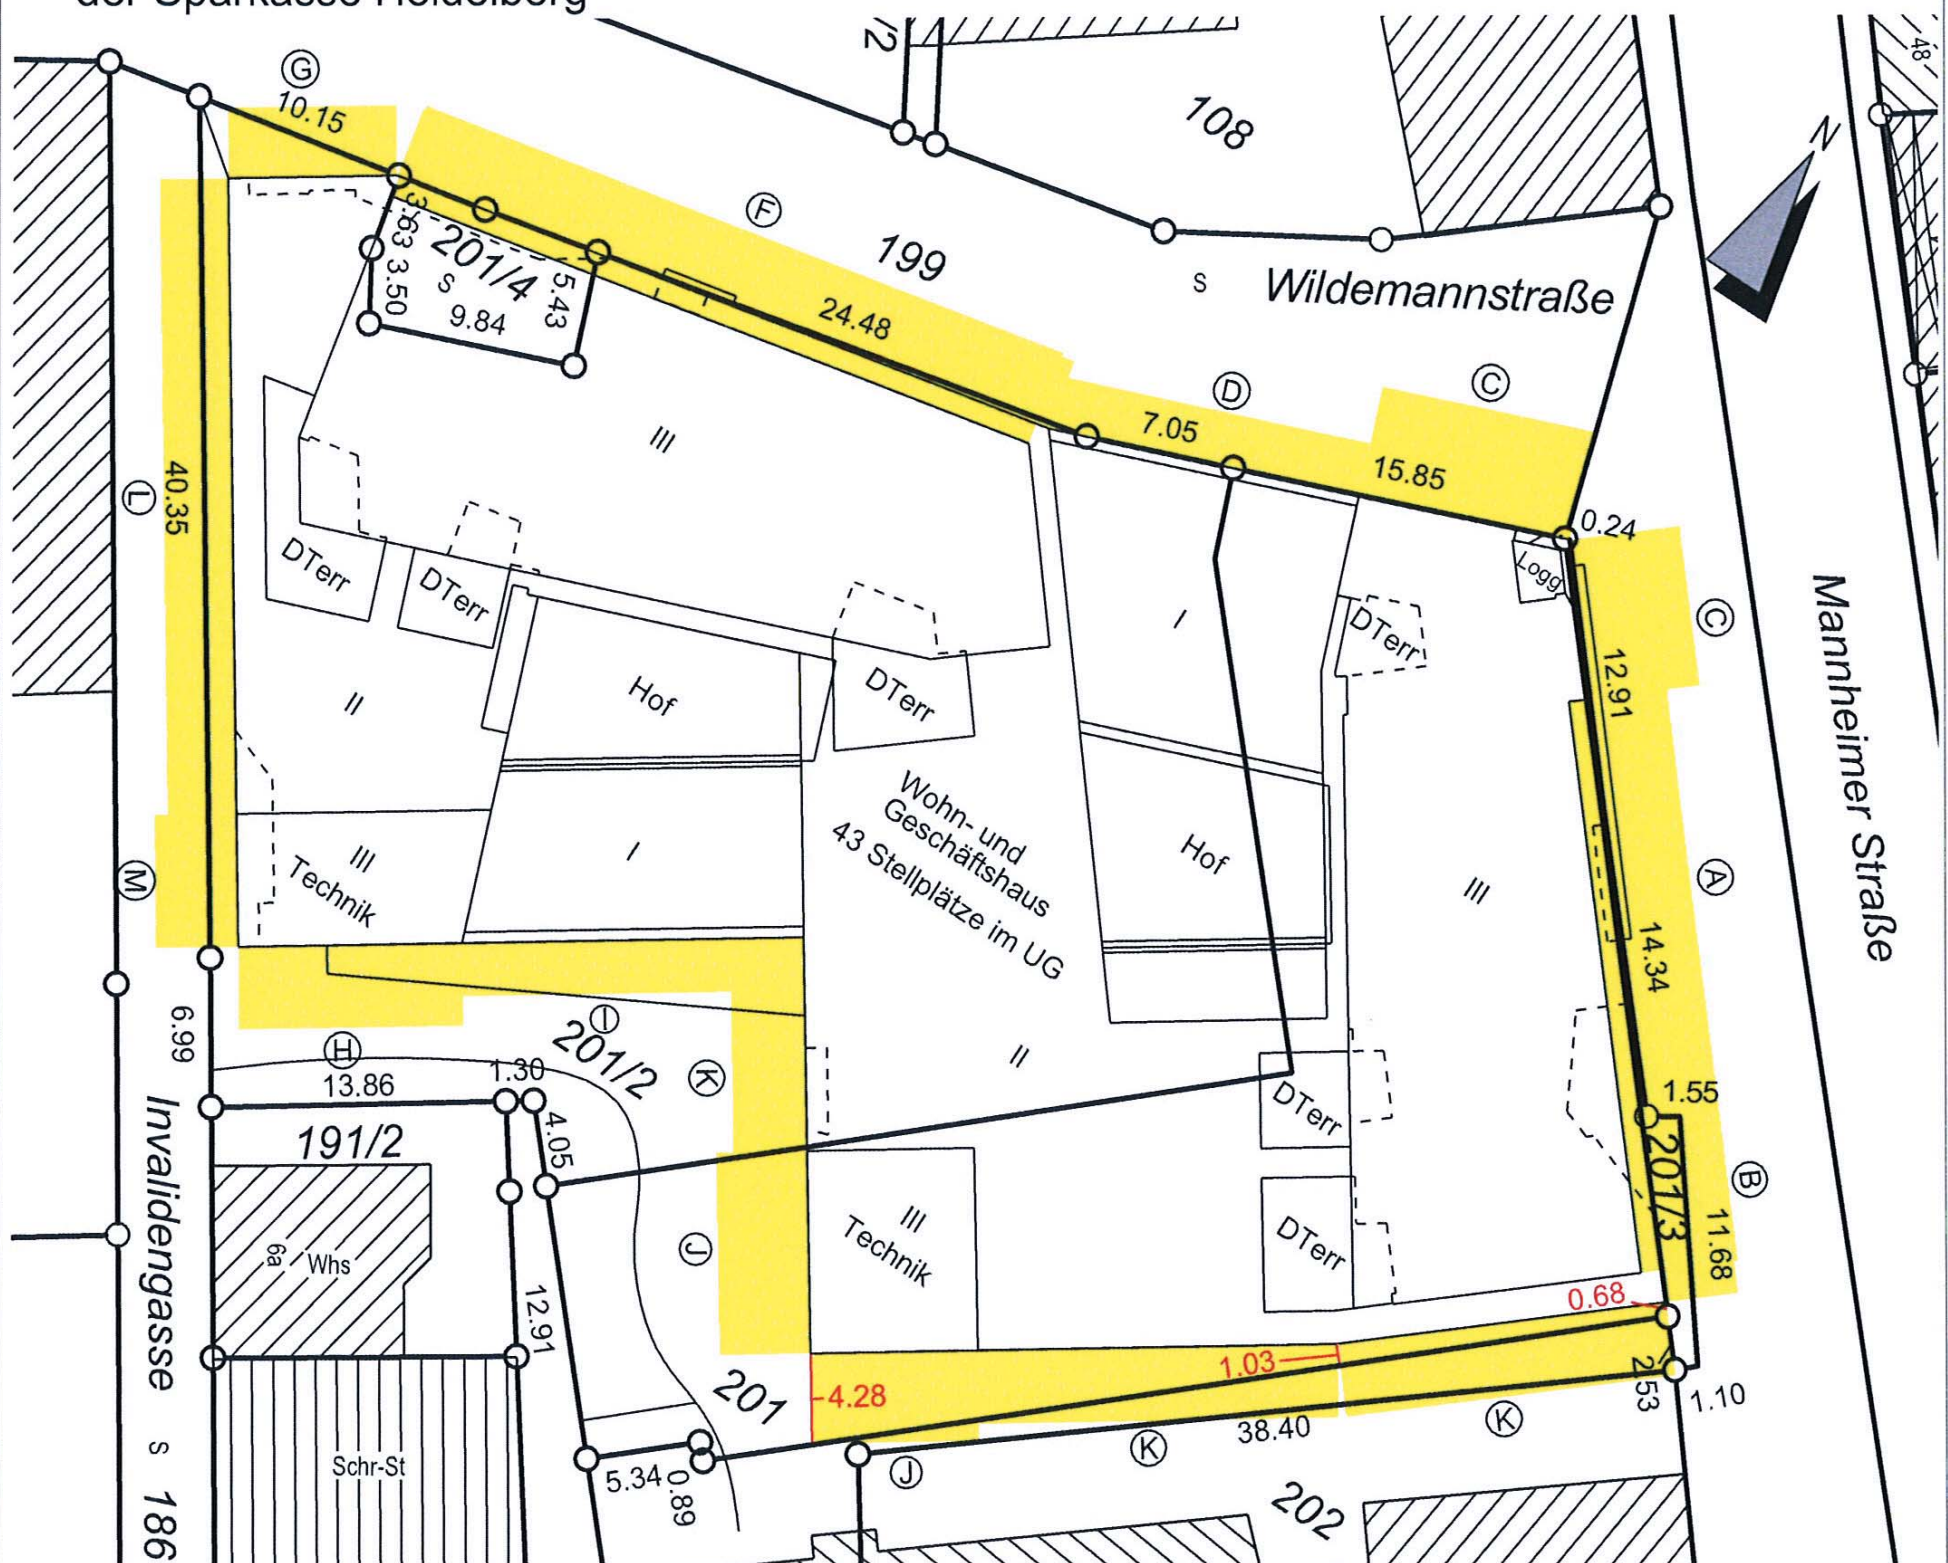 G
10.15
/2
108
48
N
F
199
s
Wildemannstraße
3.63
201/4
s
3.50
9.84
5.43
24.48
D
C
7.05
15.85
0.24
III
L
40.35
DTerr
DTerr
Logg
I
DTerr
C
12.91
Mannheimer Straße
II
Hof
DTerr
Wohn- und
Geschäftshaus
43 Stellplätze im UG
Hof
III
A
M
III
Technik
I
14.34
6.99
H
I
201/2
K
II
13.86
1.30
4.05
DTerr
1.55
201/3
B
11.68
191/2
Invalidengasse
s
186
6a
Whs
J
III
Technik
DTerr
12.91
0.68
1.03
4.28
201
2.53
1.10
38.40
K
K
J
Schr-St
5.34
0.89
202